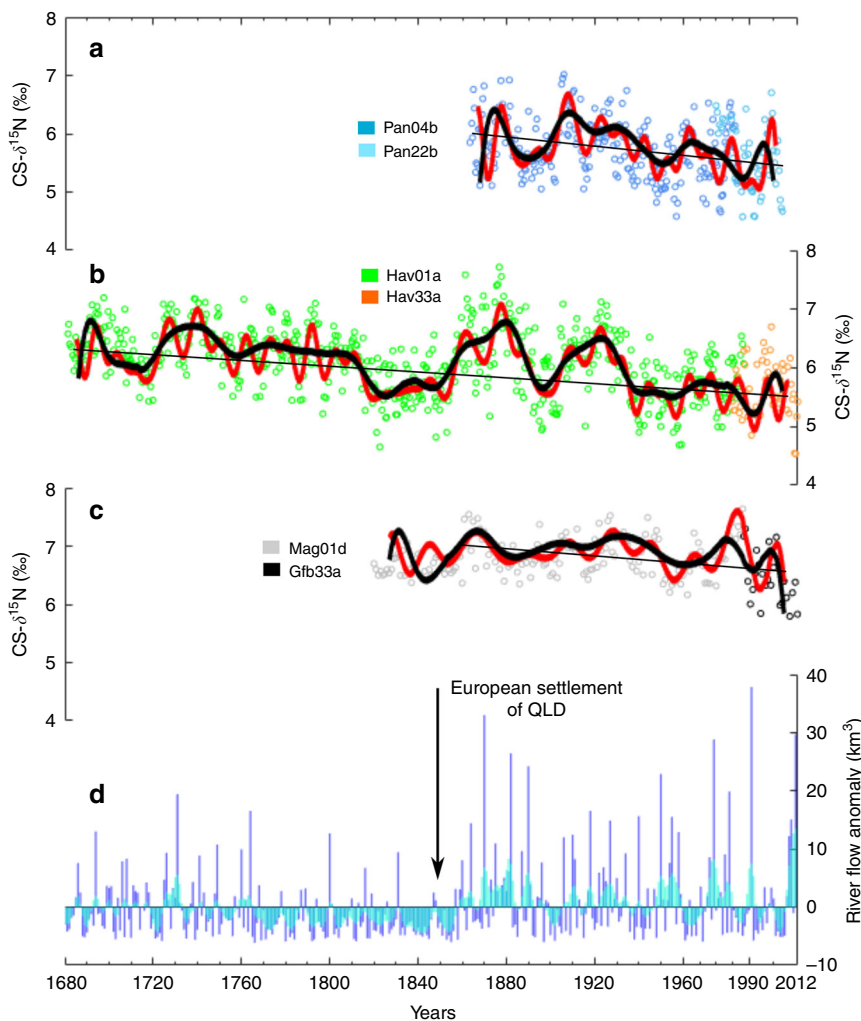 a
8
7
6
5
4
CS-δ¹⁵N (‰)
Pan04b
Pan22b
b
8
7
6
5
4
CS-δ¹⁵N (‰)
Hav01a
Hav33a
c
8
7
6
5
4
CS-δ¹⁵N (‰)
Mag01d
Gfb33a
European settlement
of QLD
d
40
30
20
10
0
–10
River flow anomaly (km³)
1680 1720 1760 1800 1840 1880 1920 1960 1990 2012
Years